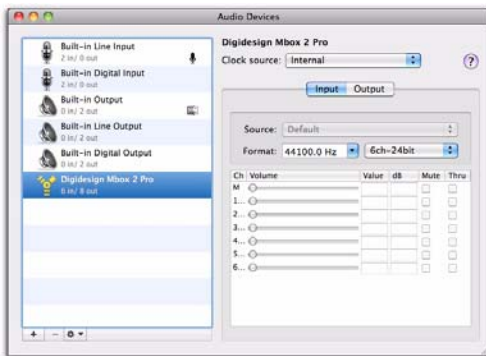 Audio Devices
Built-in Line Input
2 in/ 0 out
Built-in Digital Input
2 in/ 0 out
Built-in Output
0 in/ 2 out
Built-in Line Output
0 in/ 2 out
Built-in Digital Output
0 in/ 2 out
Digidesign Mbox 2 Pro
6 in/ 8 out
+ −
Digidesign Mbox 2 Pro
Clock source: Internal
?
Input Output
Source: Default
Format: 44100.0 Hz 6ch-24bit
Ch Volume Value dB Mute Thru
M
1...
2...
3...
4...
5...
6...